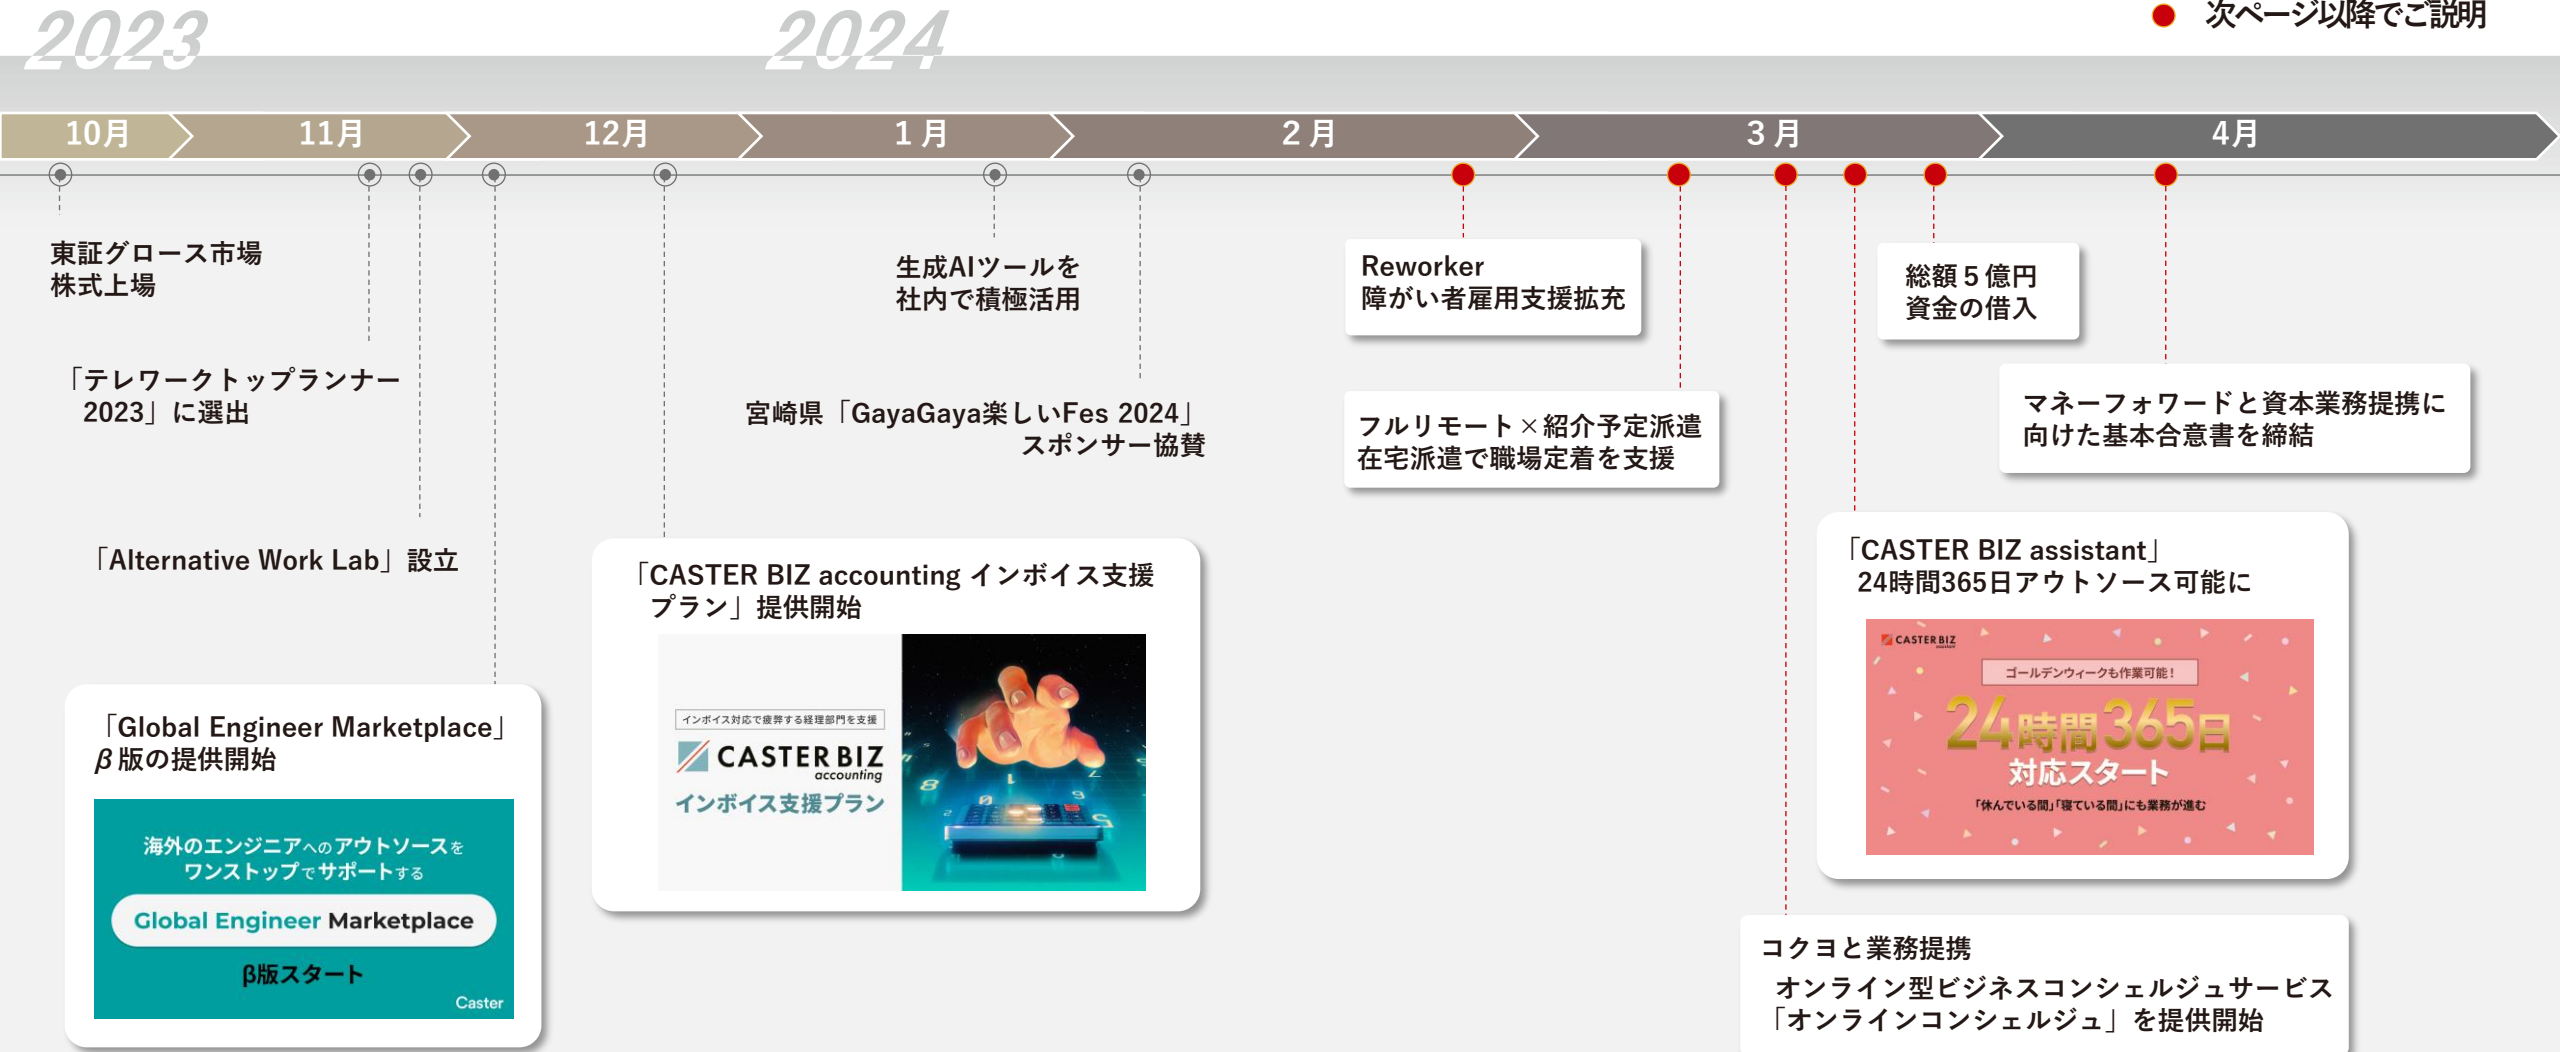 2023
2024
次ページ以降でご説明
10月
11月
12月
1月
2月
3月
4月
東証グロース市場
株式上場
「テレワークトップランナー
2023」に選出
「Alternative Work Lab」設立
「Global Engineer Marketplace」
β版の提供開始
海外のエンジニアへのアウトソースを
ワンストップでサポートする
Global Engineer Marketplace
β版スタート
Caster
「CASTER BIZ accounting インボイス支援
プラン」提供開始
インボイス対応で疲弊する経理部門を支援
CASTER BIZ
accounting
インボイス支援プラン
生成AIツールを
社内で積極活用
宮崎県「GayaGaya楽しいFes 2024」
スポンサー協賛
Reworker
障がい者雇用支援拡充
フルリモート×紹介予定派遣
在宅派遣で職場定着を支援
総額5億円
資金の借入
マネーフォワードと資本業務提携に
向けた基本合意書を締結
「CASTER BIZ assistant」
24時間365日アウトソース可能に
CASTER BIZ
assistant
ゴールデンウィークも作業可能！
24時間365日
対応スタート
「休んでいる間」「寝ている間」にも業務が進む
コクヨと業務提携
オンライン型ビジネスコンシェルジュサービス
「オンラインコンシェルジュ」を提供開始